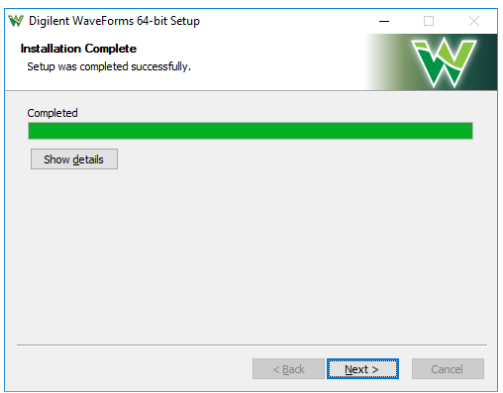 Digilent WaveForms 64-bit Setup
Installation Complete
Setup was completed successfully.
Completed
Show details
< Back
Next >
Cancel